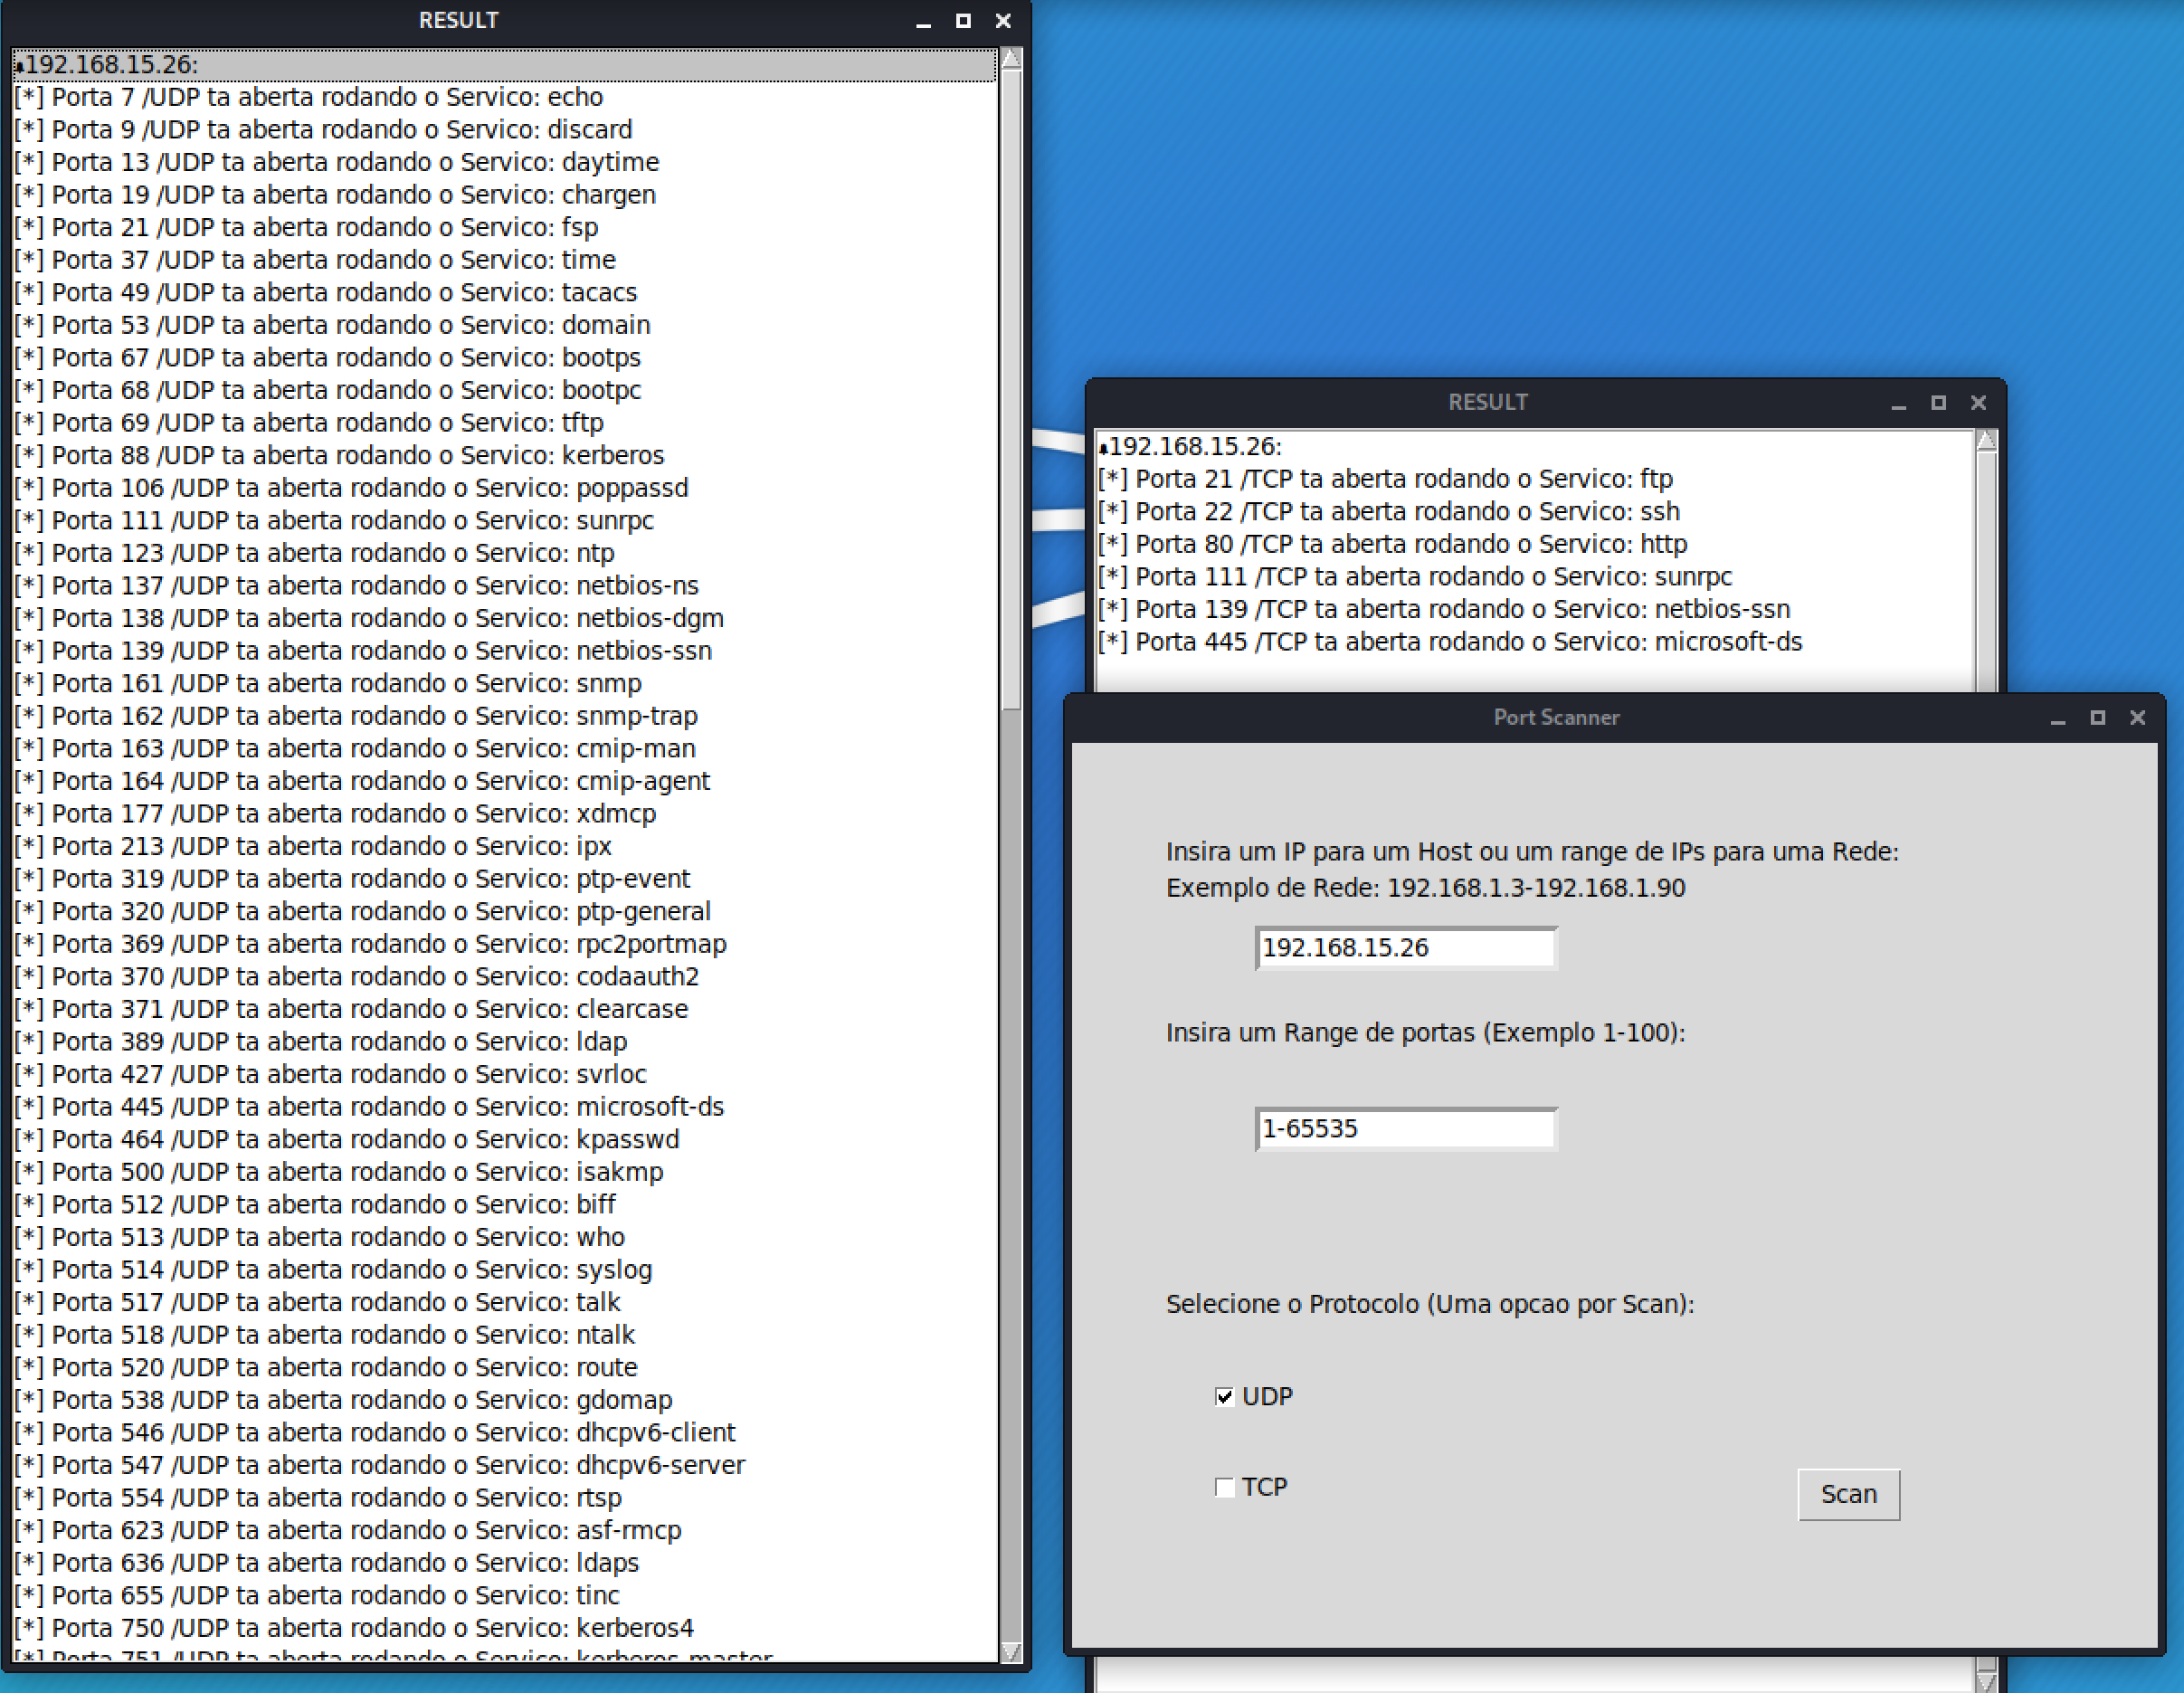 RESULT
192.168.15.26:
[*] Porta 7 /UDP ta aberta rodando o Servico: echo
[*] Porta 9 /UDP ta aberta rodando o Servico: discard
[*] Porta 13 /UDP ta aberta rodando o Servico: daytime
[*] Porta 19 /UDP ta aberta rodando o Servico: chargen
[*] Porta 21 /UDP ta aberta rodando o Servico: fsp
[*] Porta 37 /UDP ta aberta rodando o Servico: time
[*] Porta 49 /UDP ta aberta rodando o Servico: tacacs
[*] Porta 53 /UDP ta aberta rodando o Servico: domain
[*] Porta 67 /UDP ta aberta rodando o Servico: bootps
[*] Porta 68 /UDP ta aberta rodando o Servico: bootpc
[*] Porta 69 /UDP ta aberta rodando o Servico: tftp
[*] Porta 88 /UDP ta aberta rodando o Servico: kerberos
[*] Porta 106 /UDP ta aberta rodando o Servico: poppassd
[*] Porta 111 /UDP ta aberta rodando o Servico: sunrpc
[*] Porta 123 /UDP ta aberta rodando o Servico: ntp
[*] Porta 137 /UDP ta aberta rodando o Servico: netbios-ns
[*] Porta 138 /UDP ta aberta rodando o Servico: netbios-dgm
[*] Porta 139 /UDP ta aberta rodando o Servico: netbios-ssn
[*] Porta 161 /UDP ta aberta rodando o Servico: snmp
[*] Porta 162 /UDP ta aberta rodando o Servico: snmp-trap
[*] Porta 163 /UDP ta aberta rodando o Servico: cmip-man
[*] Porta 164 /UDP ta aberta rodando o Servico: cmip-agent
[*] Porta 177 /UDP ta aberta rodando o Servico: xdmcp
[*] Porta 213 /UDP ta aberta rodando o Servico: ipx
[*] Porta 319 /UDP ta aberta rodando o Servico: ptp-event
[*] Porta 320 /UDP ta aberta rodando o Servico: ptp-general
[*] Porta 369 /UDP ta aberta rodando o Servico: rpc2portmap
[*] Porta 370 /UDP ta aberta rodando o Servico: codaauth2
[*] Porta 371 /UDP ta aberta rodando o Servico: clearcase
[*] Porta 389 /UDP ta aberta rodando o Servico: ldap
[*] Porta 427 /UDP ta aberta rodando o Servico: svrloc
[*] Porta 445 /UDP ta aberta rodando o Servico: microsoft-ds
[*] Porta 464 /UDP ta aberta rodando o Servico: kpasswd
[*] Porta 500 /UDP ta aberta rodando o Servico: isakmp
[*] Porta 512 /UDP ta aberta rodando o Servico: biff
[*] Porta 513 /UDP ta aberta rodando o Servico: who
[*] Porta 514 /UDP ta aberta rodando o Servico: syslog
[*] Porta 517 /UDP ta aberta rodando o Servico: talk
[*] Porta 518 /UDP ta aberta rodando o Servico: ntalk
[*] Porta 520 /UDP ta aberta rodando o Servico: route
[*] Porta 538 /UDP ta aberta rodando o Servico: gdomap
[*] Porta 546 /UDP ta aberta rodando o Servico: dhcpv6-client
[*] Porta 547 /UDP ta aberta rodando o Servico: dhcpv6-server
[*] Porta 554 /UDP ta aberta rodando o Servico: rtsp
[*] Porta 623 /UDP ta aberta rodando o Servico: asf-rmcp
[*] Porta 636 /UDP ta aberta rodando o Servico: ldaps
[*] Porta 655 /UDP ta aberta rodando o Servico: tinc
[*] Porta 750 /UDP ta aberta rodando o Servico: kerberos4
[*] Porta 751 /UDP ta aberta rodando o Servico: kerberos master
RESULT
192.168.15.26:
[*] Porta 21 /TCP ta aberta rodando o Servico: ftp
[*] Porta 22 /TCP ta aberta rodando o Servico: ssh
[*] Porta 80 /TCP ta aberta rodando o Servico: http
[*] Porta 111 /TCP ta aberta rodando o Servico: sunrpc
[*] Porta 139 /TCP ta aberta rodando o Servico: netbios-ssn
[*] Porta 445 /TCP ta aberta rodando o Servico: microsoft-ds
Port Scanner
Insira um IP para um Host ou um range de IPs para uma Rede:
Exemplo de Rede: 192.168.1.3-192.168.1.90
192.168.15.26
Insira um Range de portas (Exemplo 1-100):
1-65535
Selecione o Protocolo (Uma opcao por Scan):
UDP
TCP
Scan